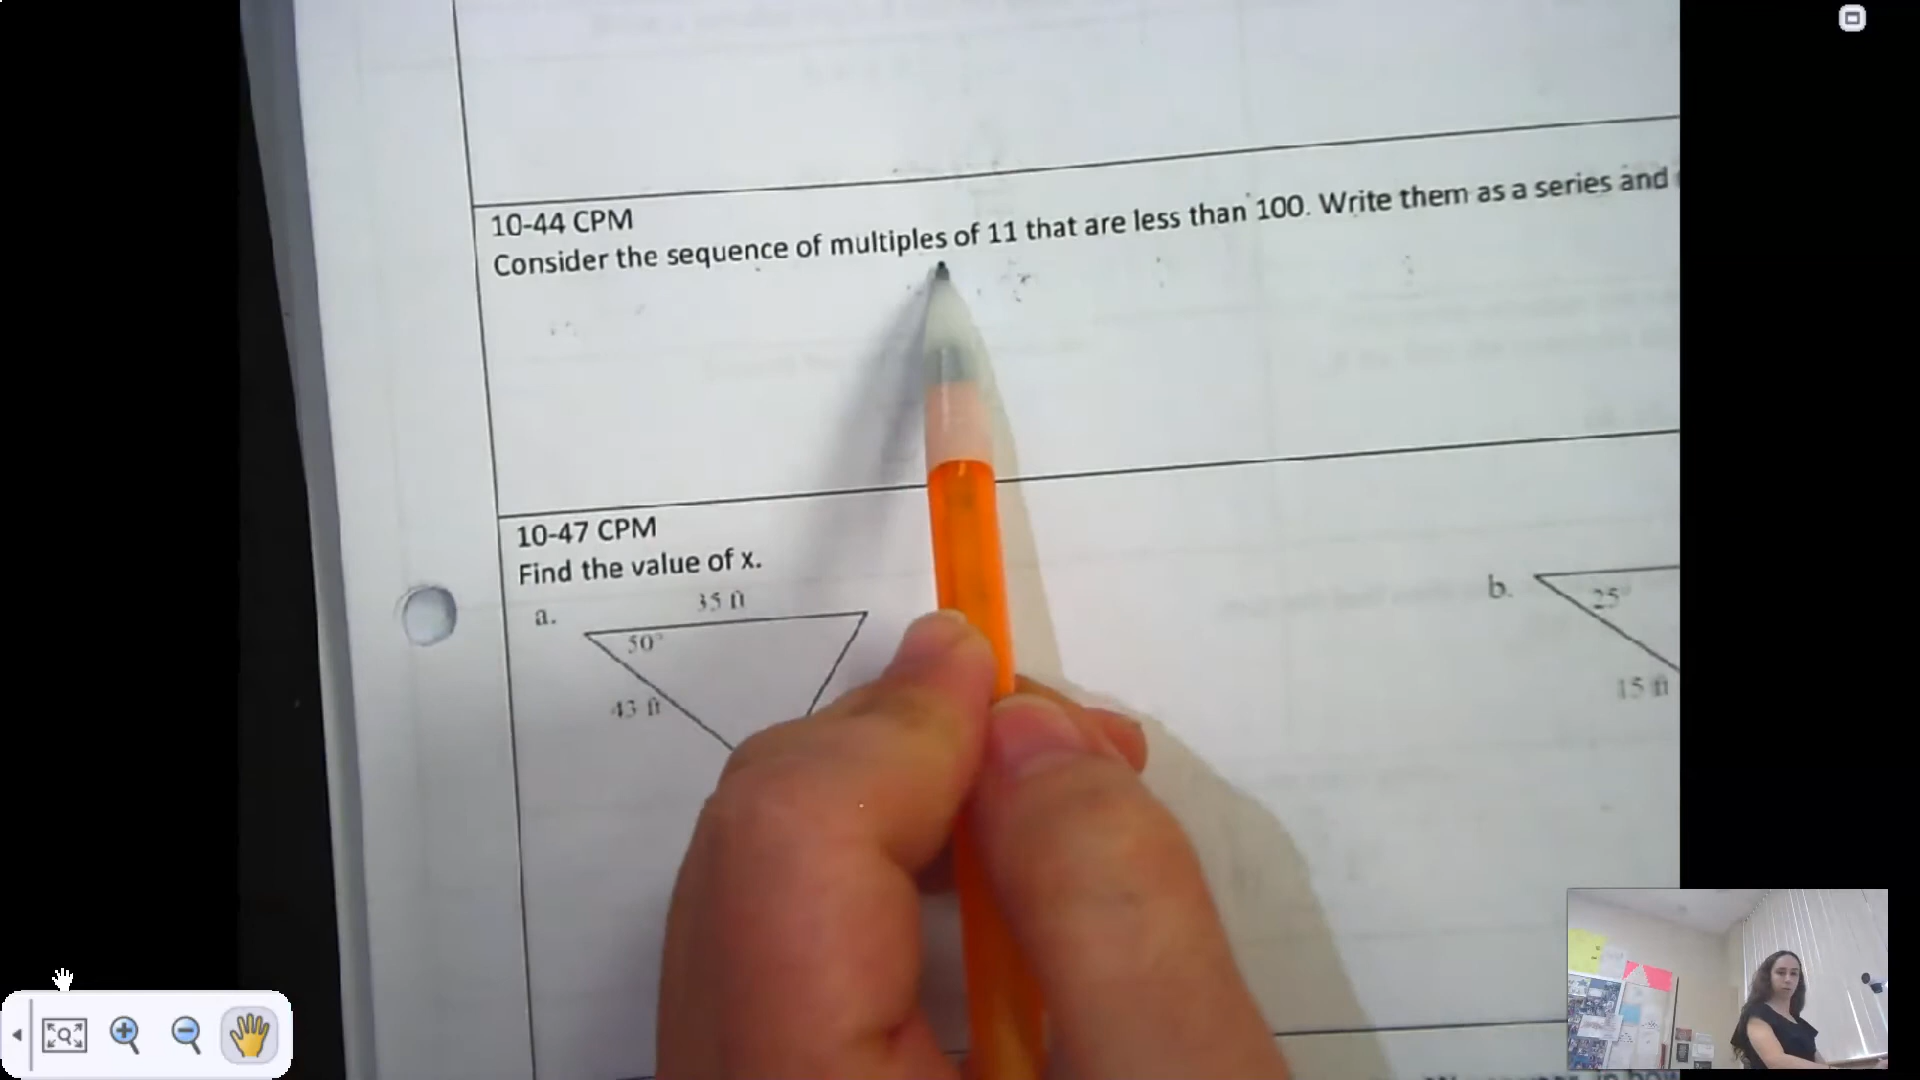 10-44 CPM
Consider the sequence of multiples of 11 that are less than 100. Write them as a series and
10-47 CPM
Find the value of x.
a.
35 ft
50°
43 ft
b.
25°
15 ft